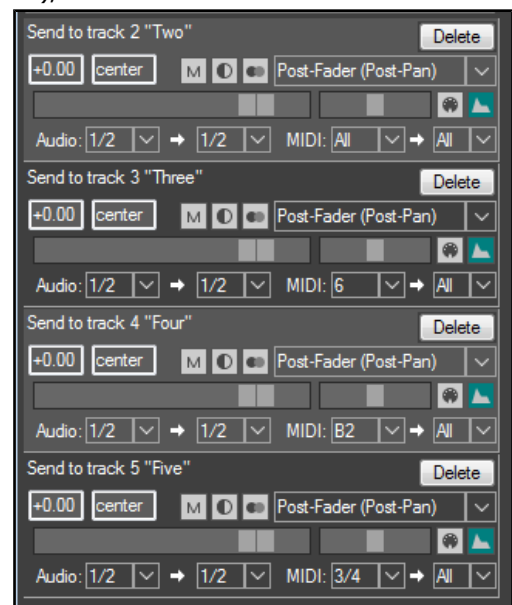 Send to track 2 "Two" Delete
+0.00 center M Post-Fader (Post-Pan)
Audio: 1/2 → 1/2 MIDI: All → All
Send to track 3 "Three" Delete
+0.00 center M Post-Fader (Post-Pan)
Audio: 1/2 → 1/2 MIDI: 6 → All
Send to track 4 "Four" Delete
+0.00 center M Post-Fader (Post-Pan)
Audio: 1/2 → 1/2 MIDI: B2 → All
Send to track 5 "Five" Delete
+0.00 center M Post-Fader (Post-Pan)
Audio: 1/2 → 1/2 MIDI: 3/4 → All